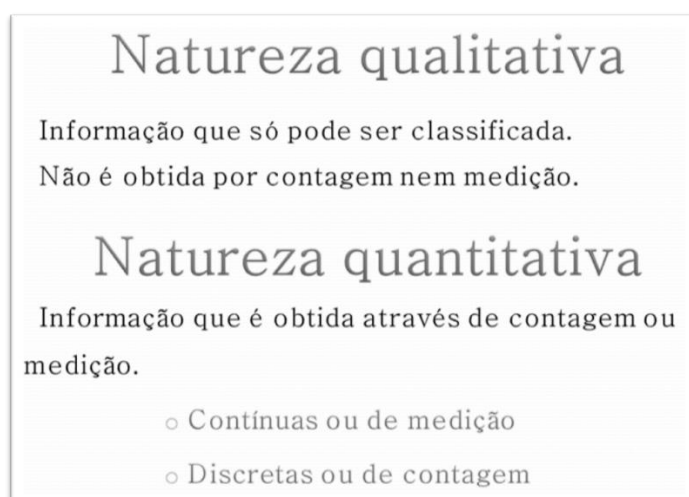 Natureza qualitativa
Informação que só pode ser classificada.
Não é obtida por contagem nem medição.
Natureza quantitativa
Informação que é obtida através de contagem ou
medição.
○ Contínuas ou de medição
○ Discretas ou de contagem